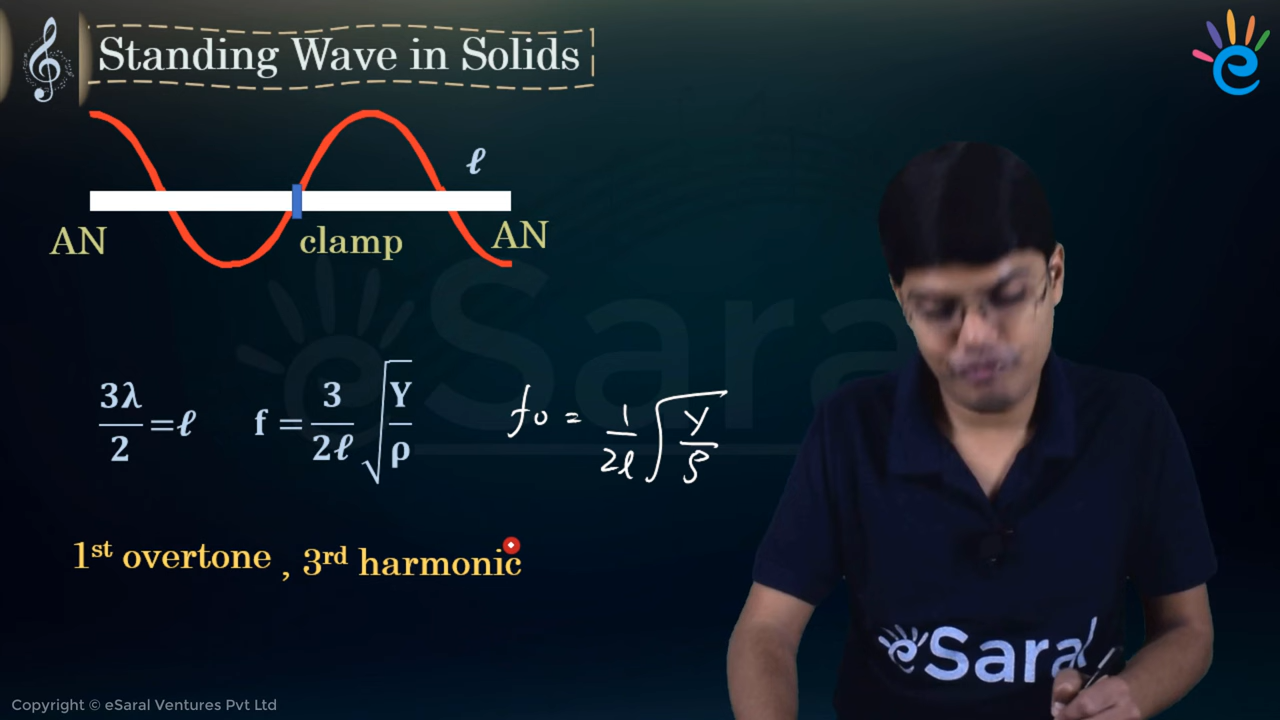 Standing Wave in Solids
ℓ
AN clamp AN
3λ/2 = ℓ f = 3/2ℓ √(Y/ρ) f0 = 1/2ℓ √(Y/ρ)
1st overtone , 3rd harmonic
eSaral
eSaral
Copyright © eSaral Ventures Pvt Ltd